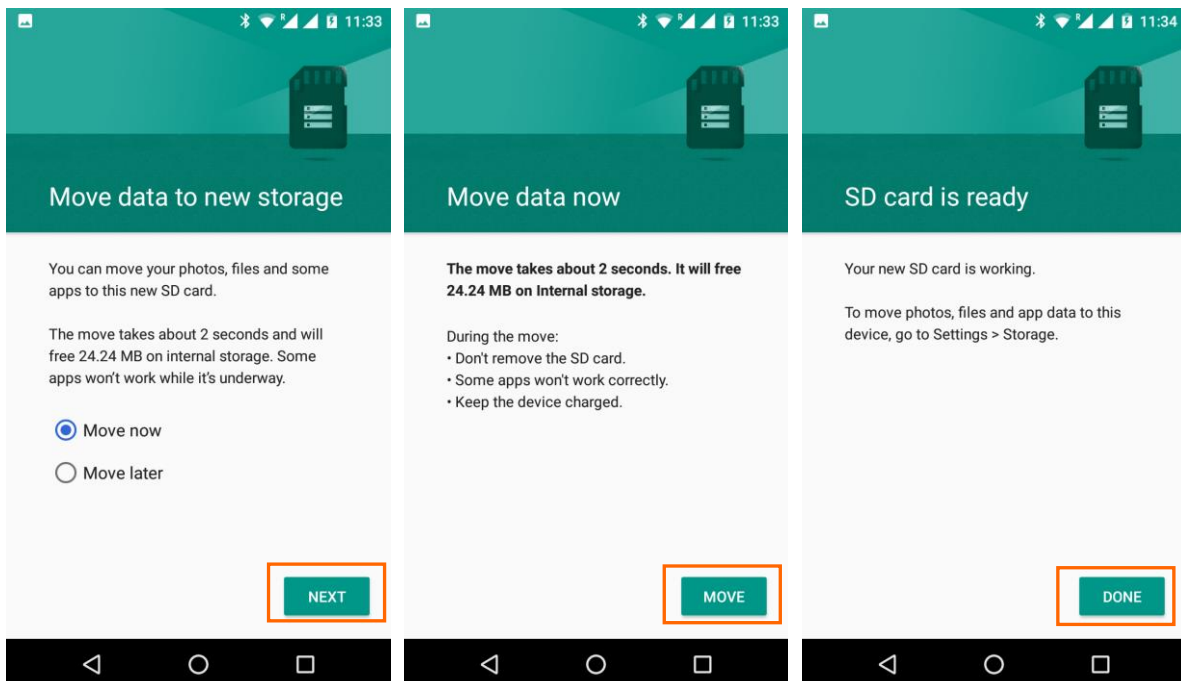 R 11:33
Move data to new storage
You can move your photos, files and some
apps to this new SD card.
The move takes about 2 seconds and will
free 24.24 MB on internal storage. Some
apps won't work while it's underway.
Move now
Move later
NEXT
R 11:33
Move data now
The move takes about 2 seconds. It will free
24.24 MB on Internal storage.
During the move:
• Don't remove the SD card.
• Some apps won't work correctly.
• Keep the device charged.
MOVE
R 11:34
SD card is ready
Your new SD card is working.
To move photos, files and app data to this
device, go to Settings > Storage.
DONE